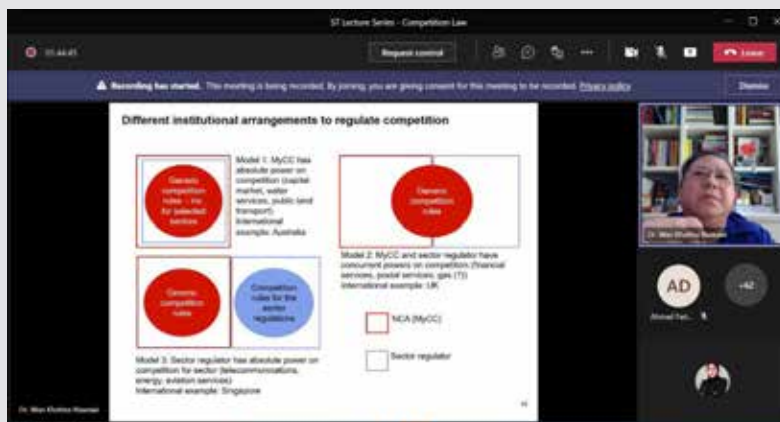 ST Lecture Series - Competition Law
Request control
Leave
Recording has started. This meeting is being recorded. By joining, you are giving consent for this meeting to be recorded. Privacy policy
Dismiss
Different institutional arrangements to regulate competition
Generic
competition
rules
for selected
sectors
Model 1: MyCC has
absolute power on
competition (capital
market, water
services, public land
transport)
International
example: Australia
Generic
competition
rules
Model 2: MyCC and sector regulator have
concurrent powers on competition (financial
services, postal services, gas (?))
International example: UK
Generic
competition
rules
Competition
rules for the
sector
regulations
NCA (MyCC)
Sector regulator
Model 3: Sector regulator has absolute power on
competition for sector (telecommunications,
energy, aviation services)
International example: Singapore
Dr. Wan
AD
+42
Dr. Wan